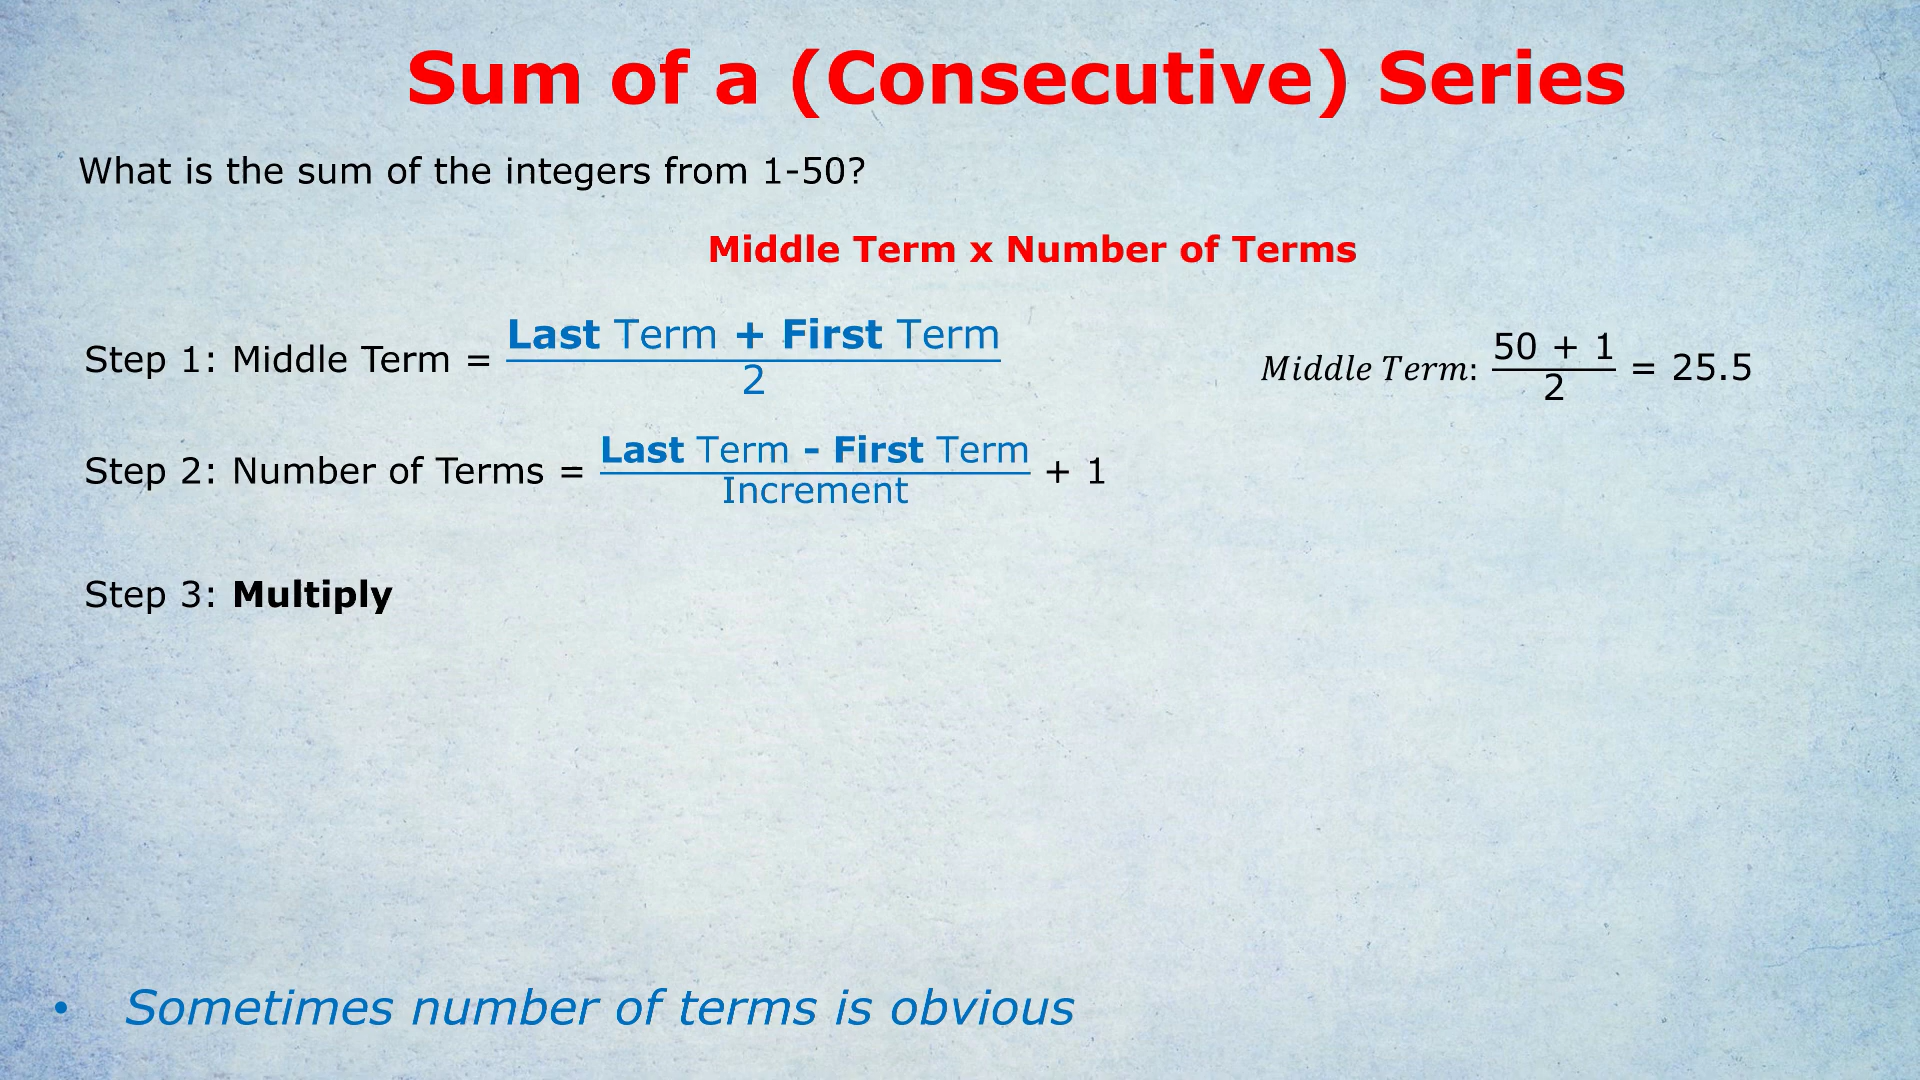 Sum of a (Consecutive) Series
What is the sum of the integers from 1-50?
Middle Term x Number of Terms
Step 1: Middle Term = Last Term + First Term / 2
Middle Term: 50 + 1 / 2 = 25.5
Step 2: Number of Terms = Last Term - First Term / Increment + 1
Step 3: Multiply
• Sometimes number of terms is obvious